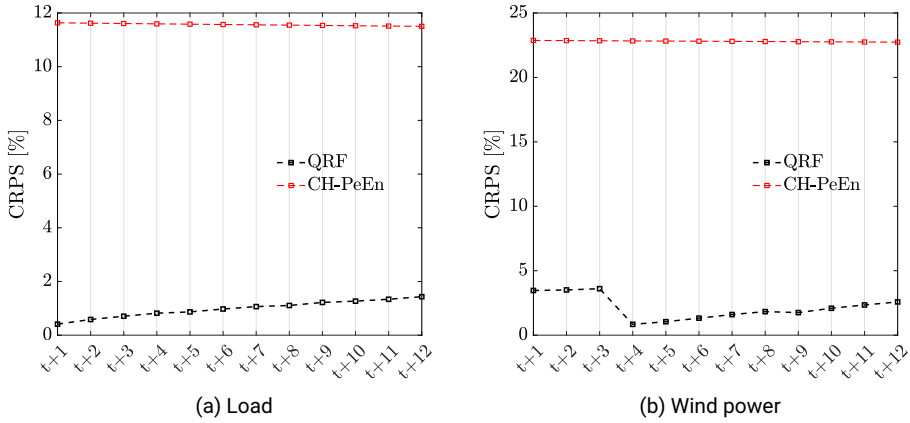 12
10
8
6
4
2
0
CRPS [%]
QRF
CH-PeEn
t+1
t+2
t+3
t+4
t+5
t+6
t+7
t+8
t+9
t+10
t+11
t+12
(a) Load
25
20
15
10
5
0
CRPS [%]
QRF
CH-PeEn
t+1
t+2
t+3
t+4
t+5
t+6
t+7
t+8
t+9
t+10
t+11
t+12
(b) Wind power